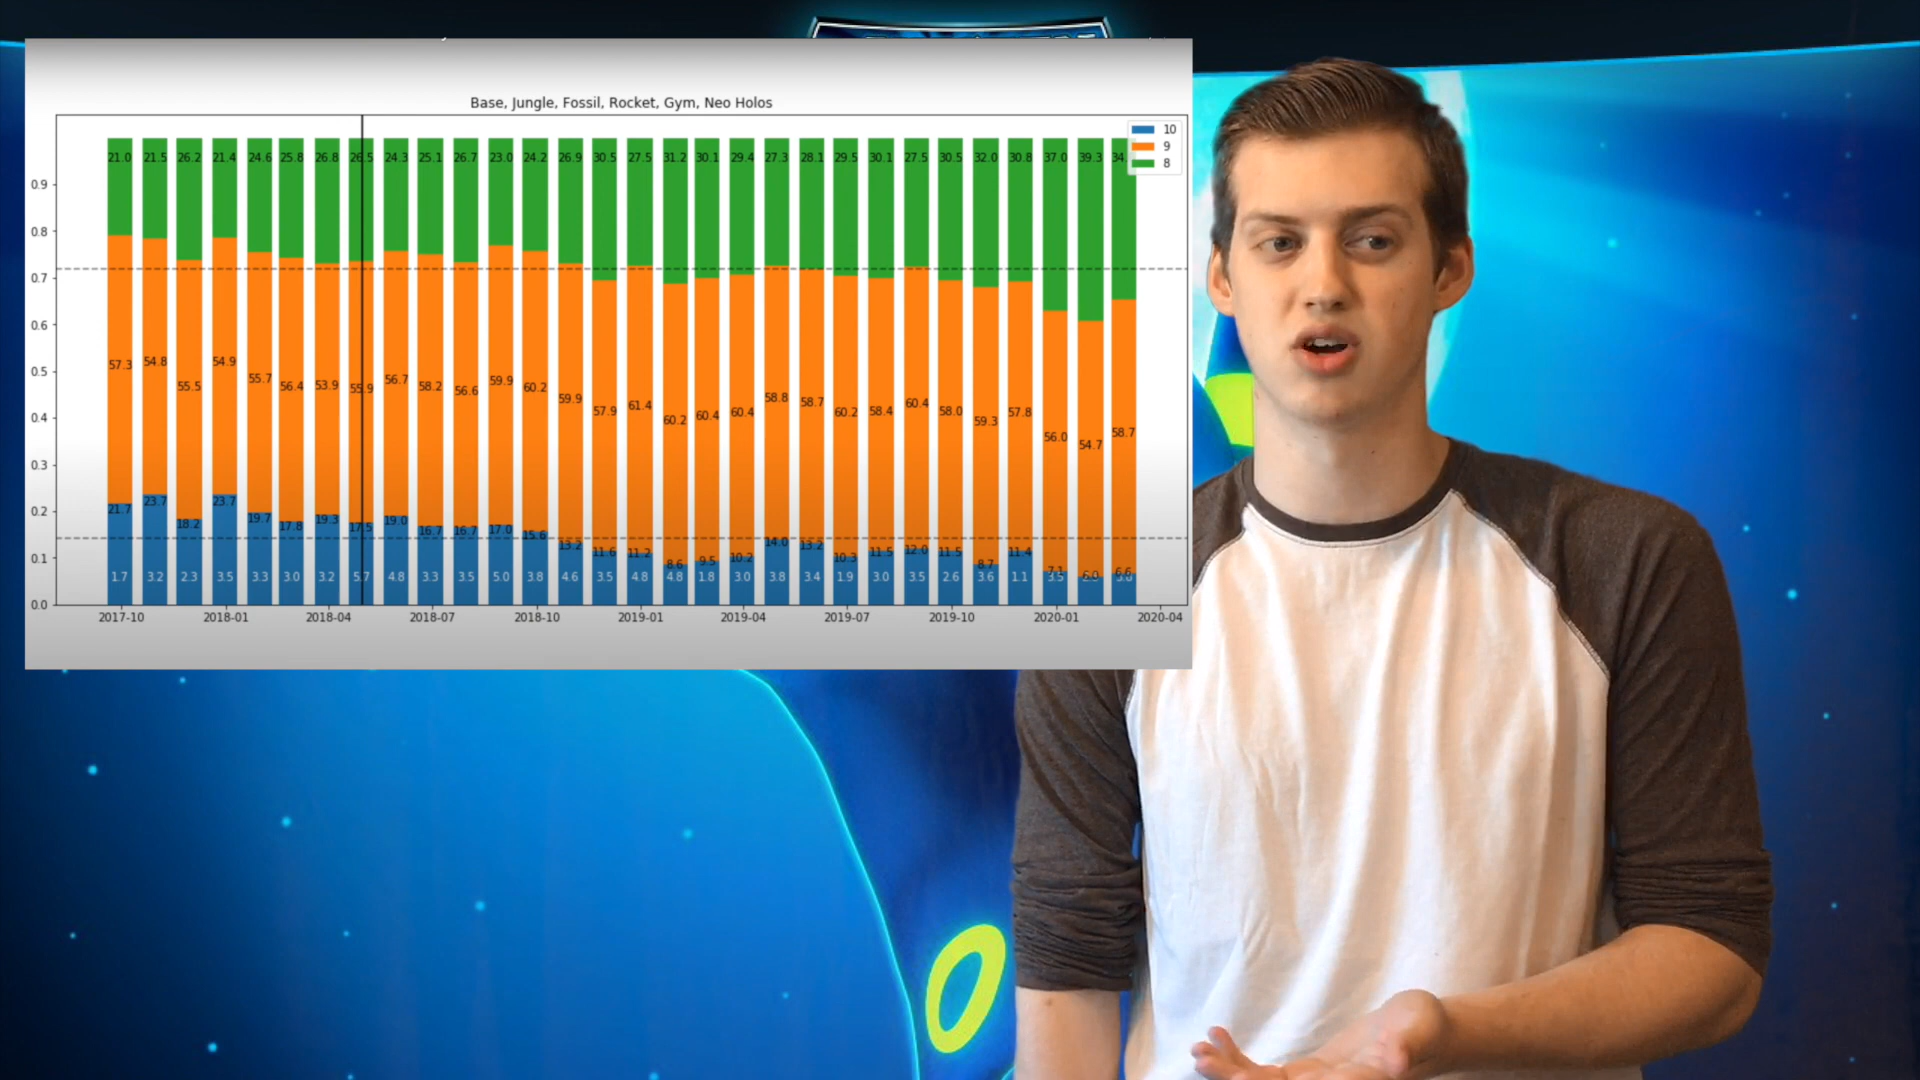 Base, Jungle, Fossil, Rocket, Gym, Neo Holos
10
9
8
21.0 21.5 26.2 21.4 24.6 25.8 26.8 26.5 24.3 25.1 26.7 23.0 24.2 26.9 30.5 27.5 31.2 30.1 29.4 27.3 28.1 29.5 30.1 27.5 30.5 32.0 30.8 37.0 39.3
0.9
0.8
0.7
0.6
0.5
0.4
0.3
0.2
0.1
0.0
57.3 54.8 55.5 54.9 55.7 56.4 53.9 55.9 56.7 58.2 56.6 59.9 60.2 59.9 57.9 61.4 60.2 60.4 60.4 58.8 58.7 60.2 58.4 60.4 58.0 59.3 57.8 56.0 54.7 58.7
21.7 23.7 18.2 23.7 19.7 17.8 19.3 17.5 19.0 16.7 16.7 17.0 15.6 13.2 11.6 11.2 8.6 9.5 10.2 14.0 13.2 10.3 11.5 12.0 11.5 8.7 11.4 7.1 6.0 6.6
1.7 3.2 2.3 3.5 3.3 3.0 3.2 5.7 4.8 3.3 3.5 5.0 3.8 4.6 3.5 4.8 4.8 1.8 3.0 3.8 3.4 1.9 3.0 3.5 2.6 3.6 1.1
2017-10 2018-01 2018-04 2018-07 2018-10 2019-01 2019-04 2019-07 2019-10 2020-01 2020-04